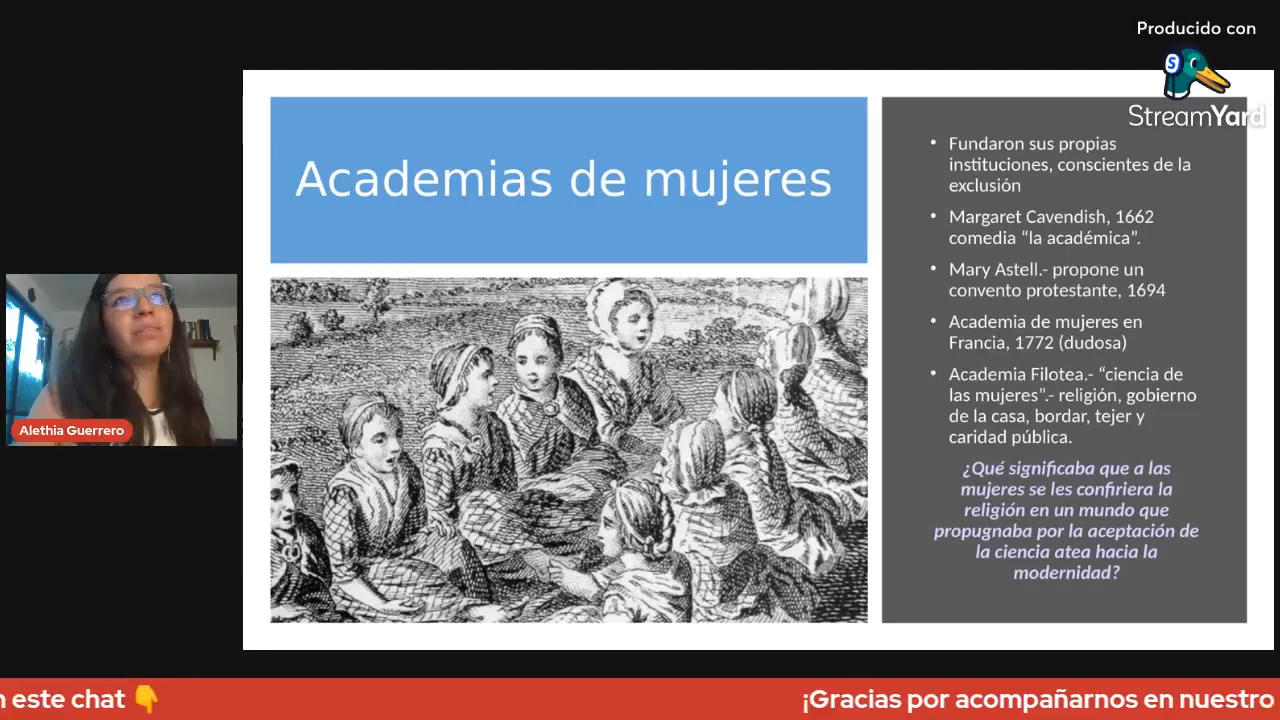 Producido con
StreamYard
Academias de mujeres
• Fundaron sus propias
instituciones, conscientes de la
exclusión
• Margaret Cavendish, 1662
comedia “la académica”.
• Mary Astell.- propone un
convento protestante, 1694
• Academia de mujeres en
Francia, 1772 (dudosa)
• Academia Filotea.- “ciencia de
las mujeres”.- religión, gobierno
de la casa, bordar, tejer y
caridad pública.
¿Qué significaba que a las
mujeres se les confiriera la
religión en un mundo que
propugnaba por la aceptación de
la ciencia atea hacia la
modernidad?
Alethia Guerrero
n este chat 👇 ¡Gracias por acompañarnos en nuestro